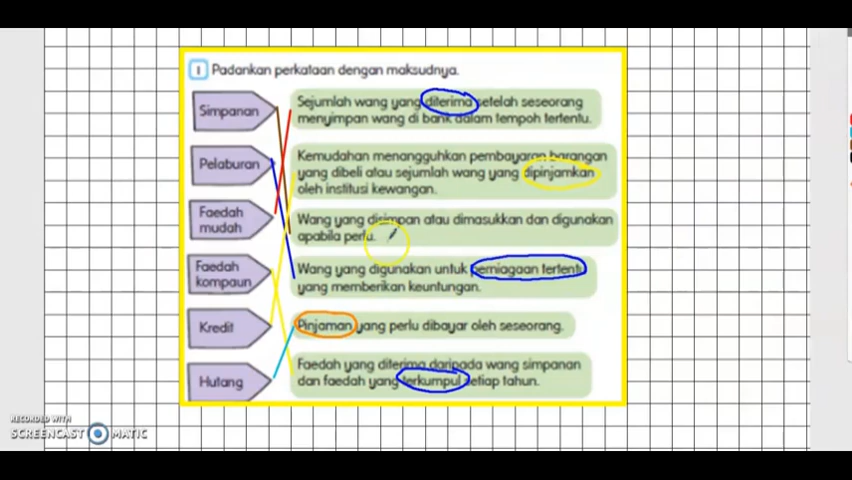 1 Padankan perkataan dengan maksudnya.
Simpanan
Sejumlah wang yang diterima setelah seseorang
menyimpan wang di bank dalam tempoh tertentu.
Pelaburan
Kemudahan menangguhkan pembayaran barangan
yang dibeli atau sejumlah wang yang dipinjamkan
oleh institusi kewangan.
Faedah
mudah
Wang yang disimpan atau dimasukkan dan digunakan
apabila perlu.
Faedah
kompaun
Wang yang digunakan untuk perniagaan tertentu
yang memberikan keuntungan.
Kredit
Pinjaman yang perlu dibayar oleh seseorang.
Hutang
Faedah yang diterima daripada wang simpanan
dan faedah yang terkumpul setiap tahun.
RECORDED WITH
SCREENCAST MATIC